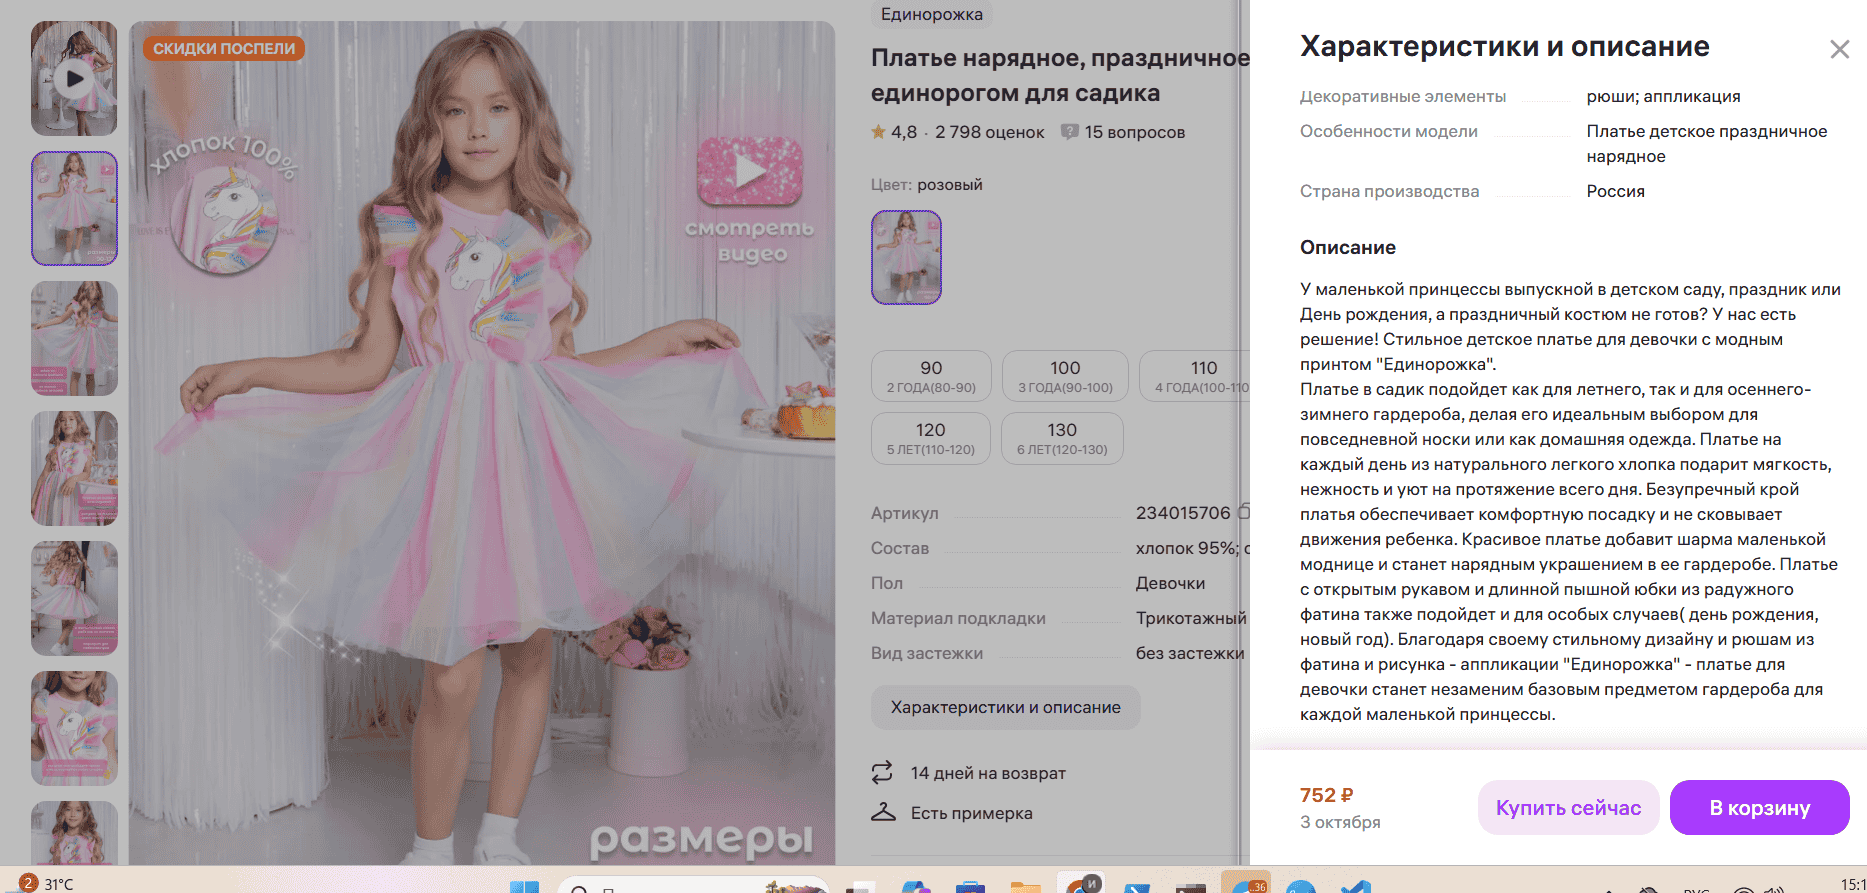 СКИДКИ ПОСПЕЛИ
ХЛОПОК 100%
смотреть
видео
размеры
Единорожка
Платье нарядное, праздничное
единорогом для садика
4,8 · 2 798 оценок
15 вопросов
Цвет: розовый
90
2 ГОДА(80-90)
100
3 ГОДА(90-100)
110
4 ГОДА(100-110
120
5 ЛЕТ(110-120)
130
6 ЛЕТ(120-130)
Артикул 234015706
Состав хлопок 95%; с
Пол Девочки
Материал подкладки Трикотажный
Вид застежки без застежки
Характеристики и описание
14 дней на возврат
Есть примерка
Характеристики и описание
Декоративные элементы рюши; аппликация
Особенности модели Платье детское праздничное
нарядное
Страна производства Россия
Описание
У маленькой принцессы выпускной в детском саду, праздник или
День рождения, а праздничный костюм не готов? У нас есть
решение! Стильное детское платье для девочки с модным
принтом "Единорожка".
Платье в садик подойдет как для летнего, так и для осеннего-
зимнего гардероба, делая его идеальным выбором для
повседневной носки или как домашняя одежда. Платье на
каждый день из натурального легкого хлопка подарит мягкость,
нежность и уют на протяжение всего дня. Безупречный крой
платья обеспечивает комфортную посадку и не сковывает
движения ребенка. Красивое платье добавит шарма маленькой
моднице и станет нарядным украшением в ее гардеробе. Платье
с открытым рукавом и длинной пышной юбки из радужного
фатина также подойдет и для особых случаев( день рождения,
новый год). Благодаря своему стильному дизайну и рюшам из
фатина и рисунка - аппликации "Единорожка" - платье для
девочки станет незаменим базовым предметом гардероба для
каждой маленькой принцессы.
752 ₽
3 октября
Купить сейчас
В корзину
2
31°C
36
РУС
15:1